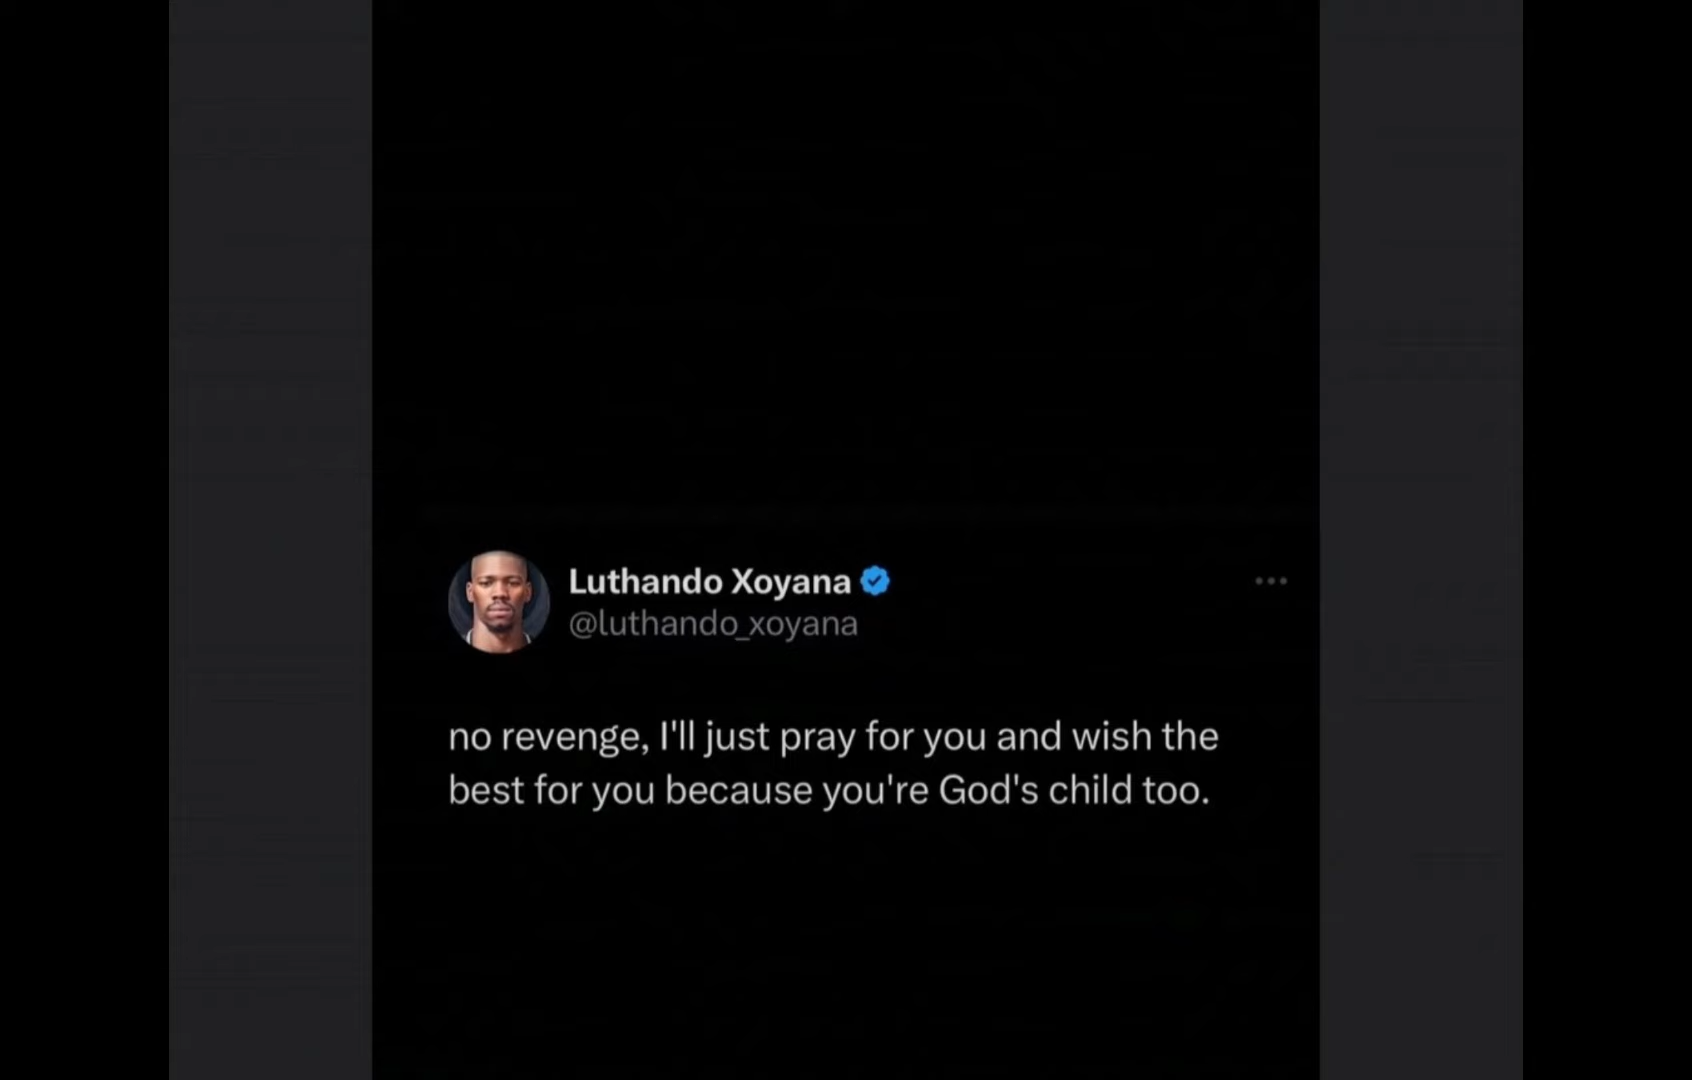 Luthando Xoyana
@luthando_xoyana
no revenge, I'll just pray for you and wish the
best for you because you're God's child too.